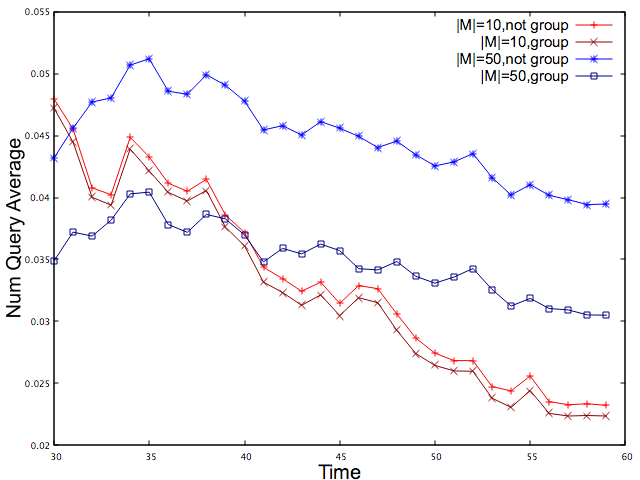 0.055
|M|=10,not group
|M|=10,group
|M|=50,not group
|M|=50,group
0.05
0.045
0.04
0.035
0.03
0.025
0.02
Num Query Average
30 35 40 45 50 55 60
Time